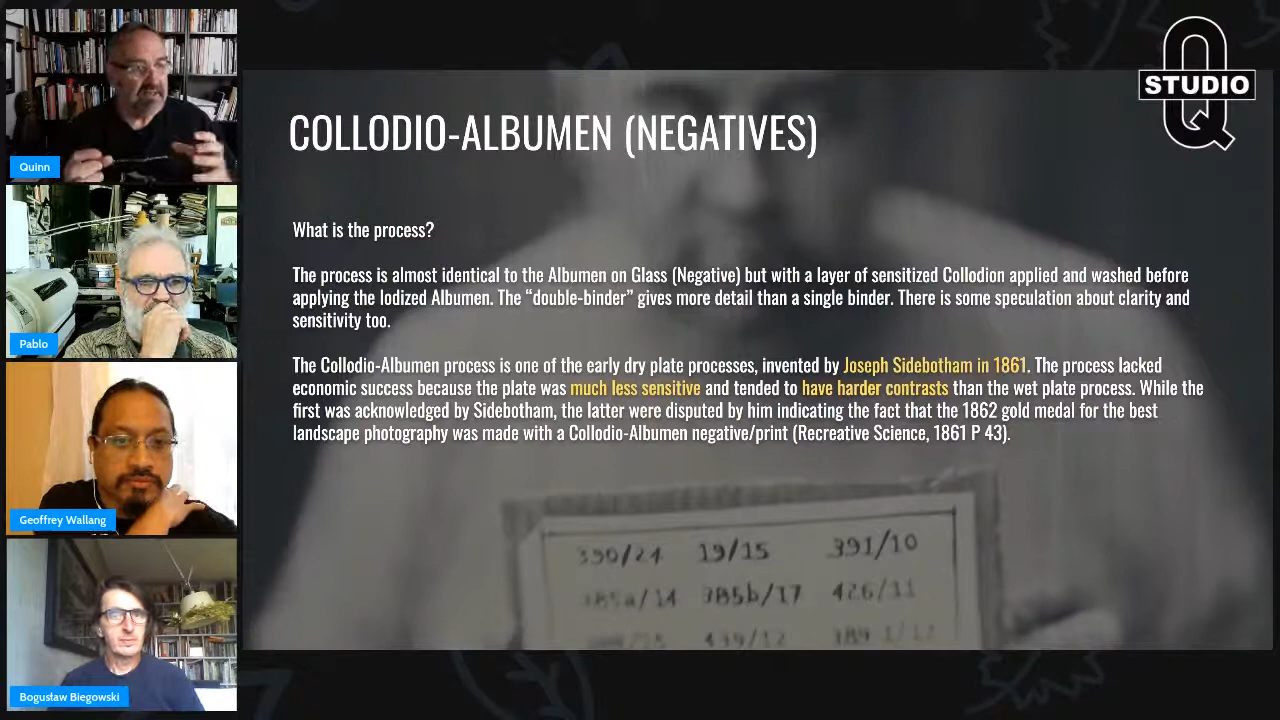 STUDIO
Q
COLLODIO-ALBUMEN (NEGATIVES)
What is the process?
The process is almost identical to the Albumen on Glass (Negative) but with a layer of sensitized Collodion applied and washed before
applying the Iodized Albumen. The “double-binder” gives more detail than a single binder. There is some speculation about clarity and
sensitivity too.
The Collodio-Albumen process is one of the early dry plate processes, invented by Joseph Sidebotham in 1861. The process lacked
economic success because the plate was much less sensitive and tended to have harder contrasts than the wet plate process. While the
first was acknowledged by Sidebotham, the latter were disputed by him indicating the fact that the 1862 gold medal for the best
landscape photography was made with a Collodio-Albumen negative/print (Recreative Science, 1861 P 43).
390/24 19/15 391/10
385a/14 385b/17 426/11
439/12
Quinn
Pablo
Geoffrey Wallang
Bogustaw Biegowski